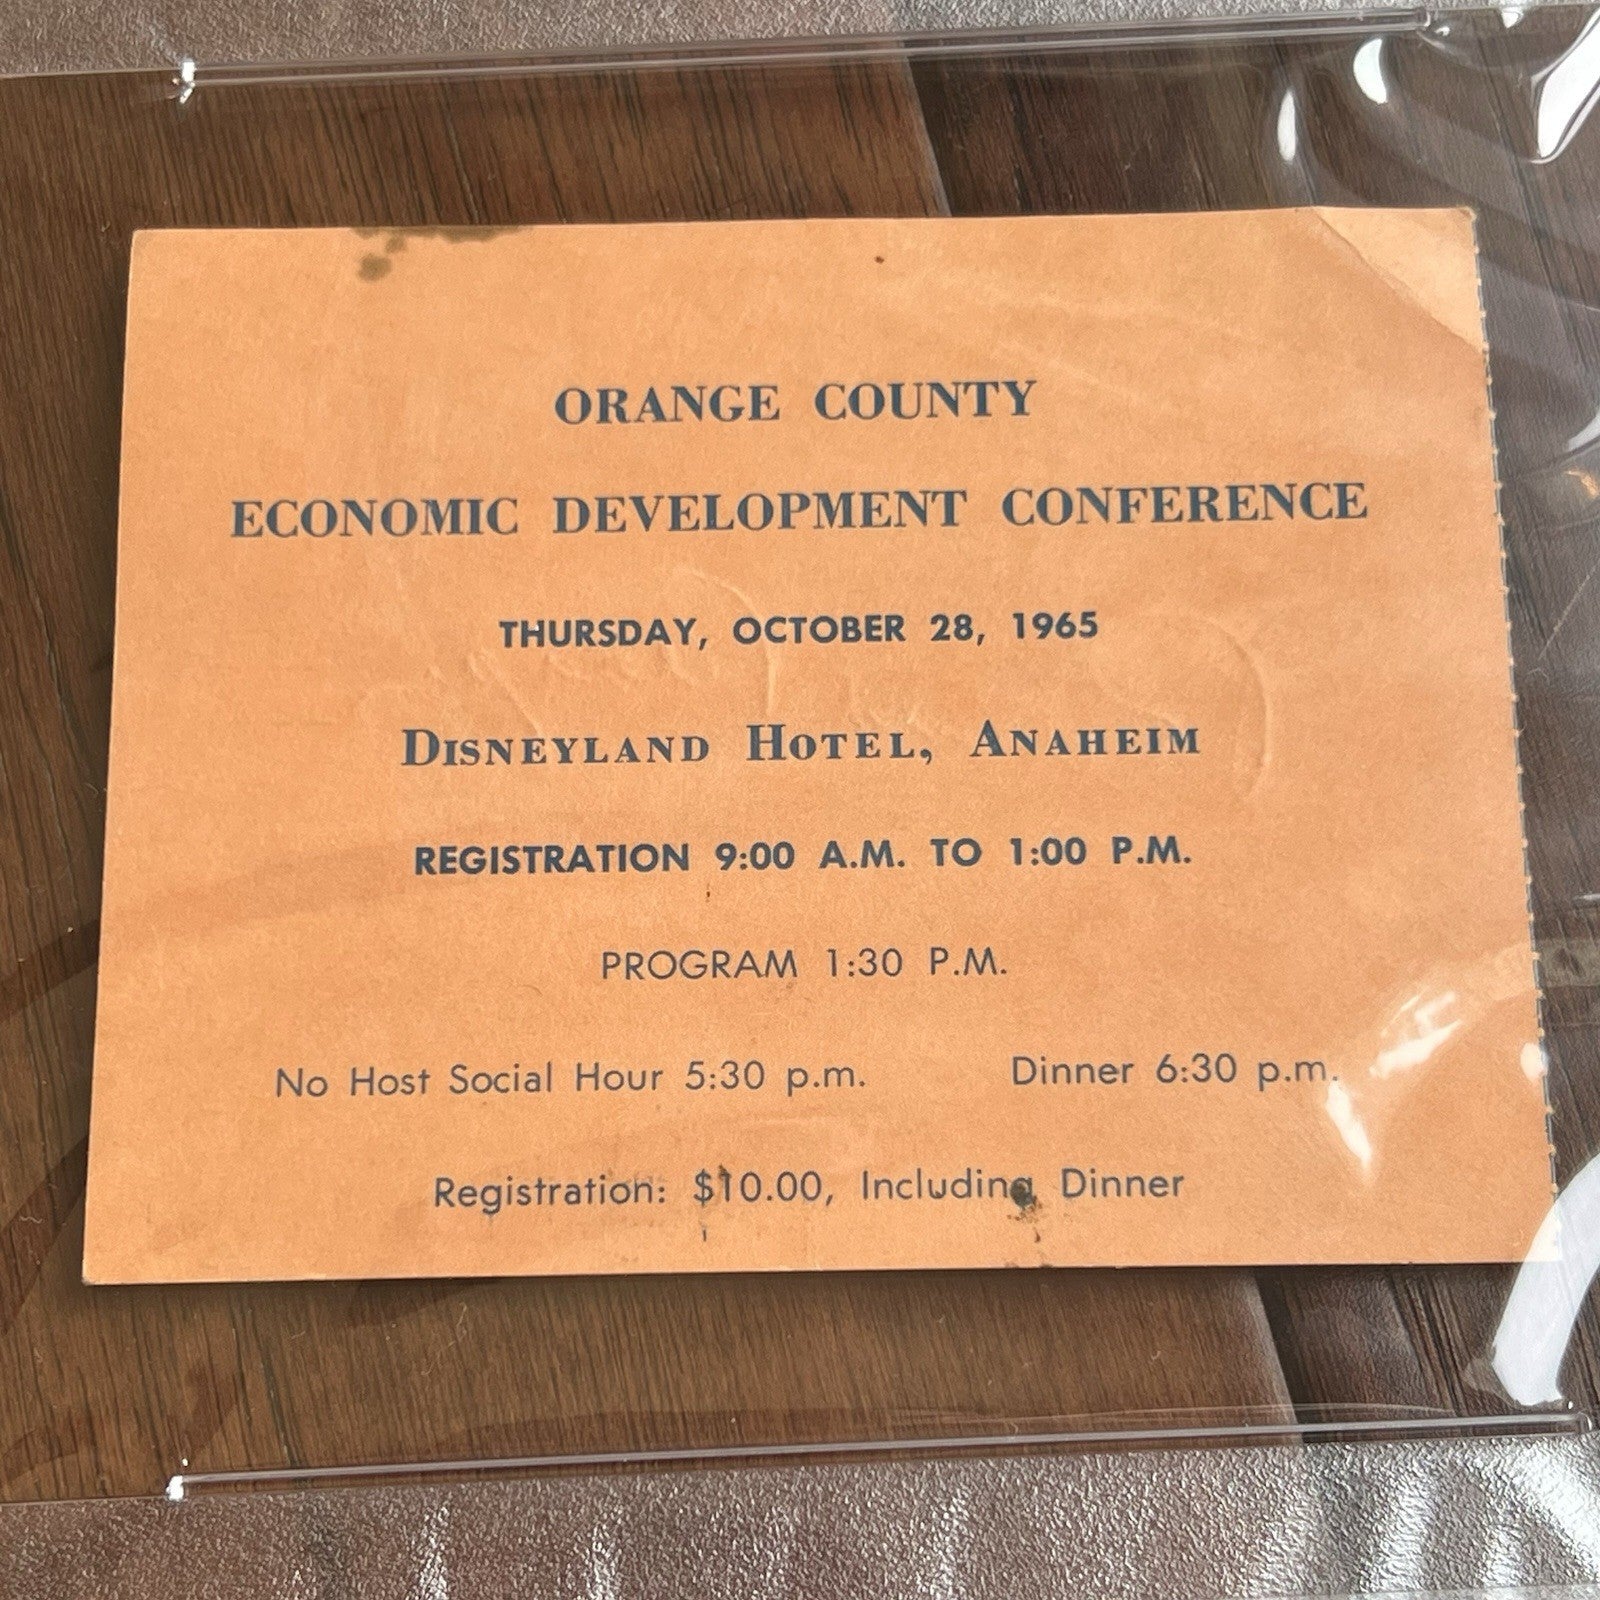 ORANGE COUNTY
ECONOMIC DEVELOPMENT CONFERENCE
THURSDAY, OCTOBER 28, 1965
DISNEYLAND HOTEL, ANAHEIM
REGISTRATION 9:00 A.M. TO 1:00 P.M.
PROGRAM 1:30 P.M.
No Host Social Hour 5:30 p.m. Dinner 6:30 p.m.
Registration: $10.00, Including Dinner